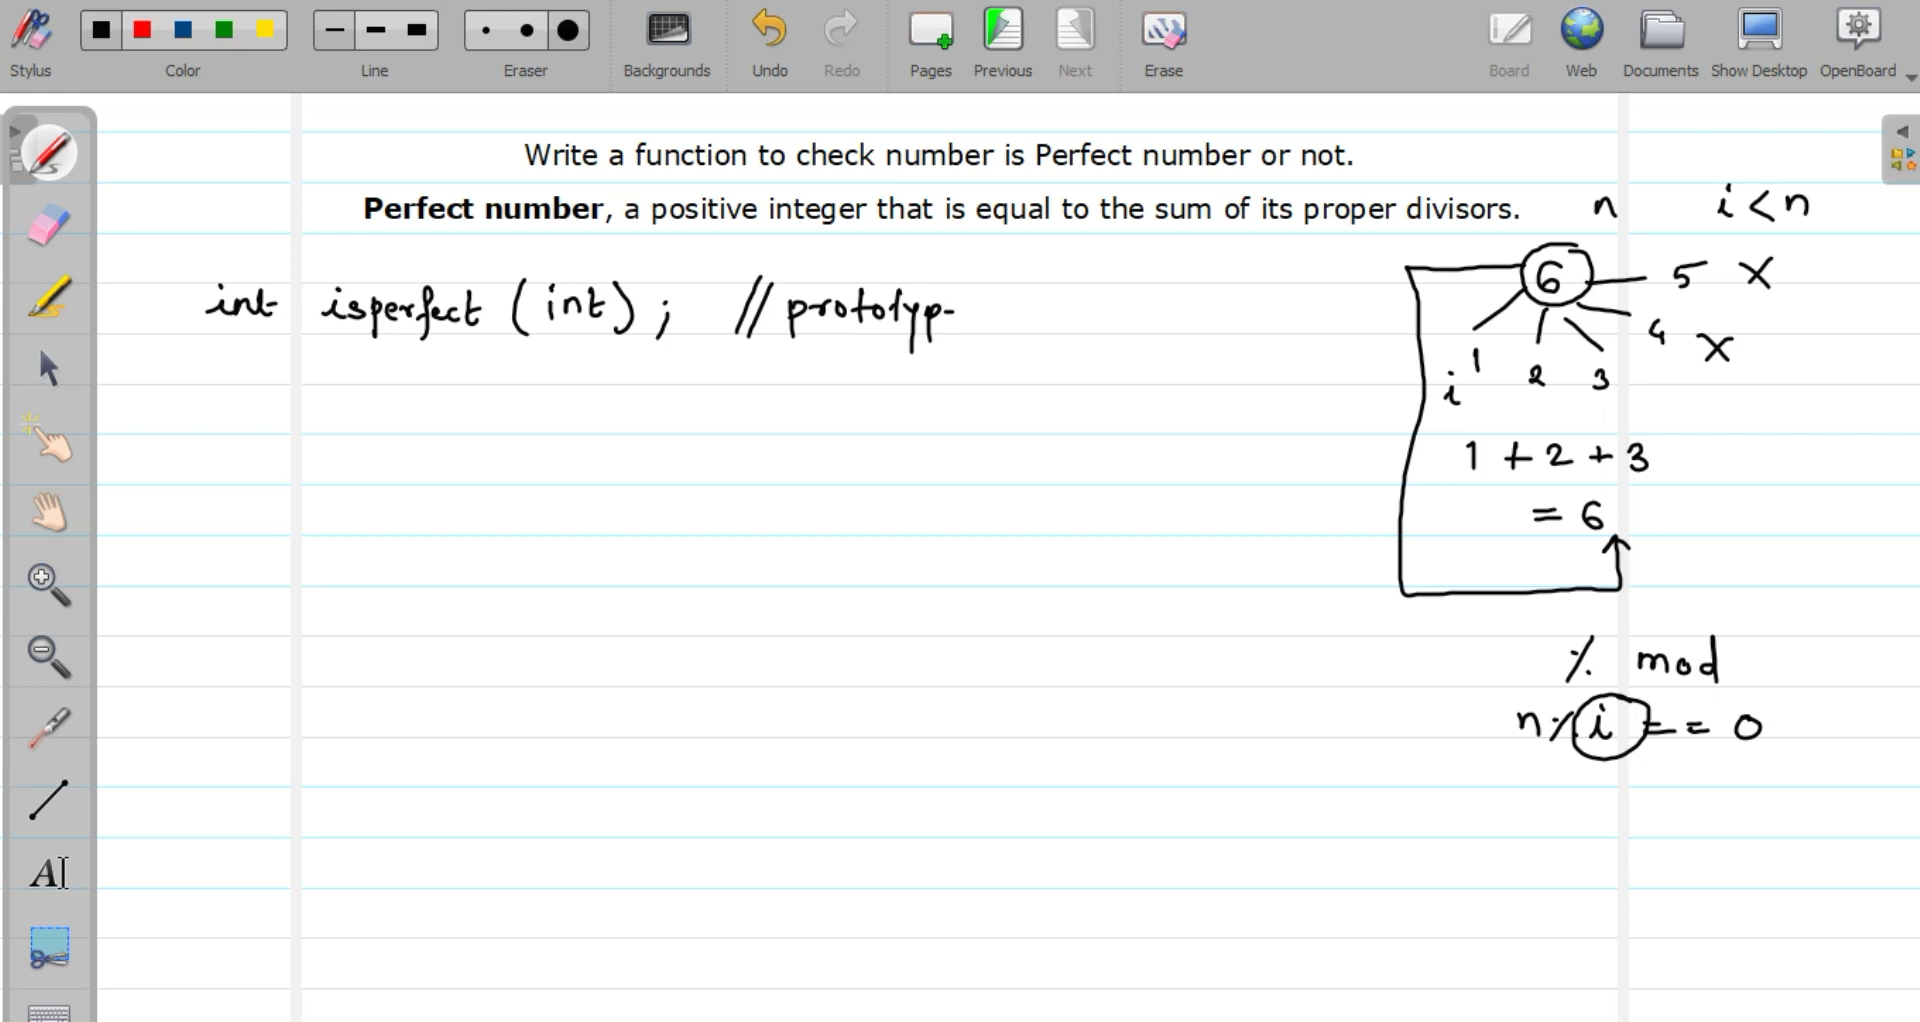 Stylus Color Line Eraser Backgrounds Undo Redo Pages Previous Next Erase Board Web Documents Show Desktop OpenBoard
Write a function to check number is Perfect number or not.
Perfect number, a positive integer that is equal to the sum of its proper divisors.
n i < n
int isperfect (int); // prototyp-
6 5 X
4 X
1 2 3
i
1 + 2 + 3
= 6
% mod
n % i == 0
A